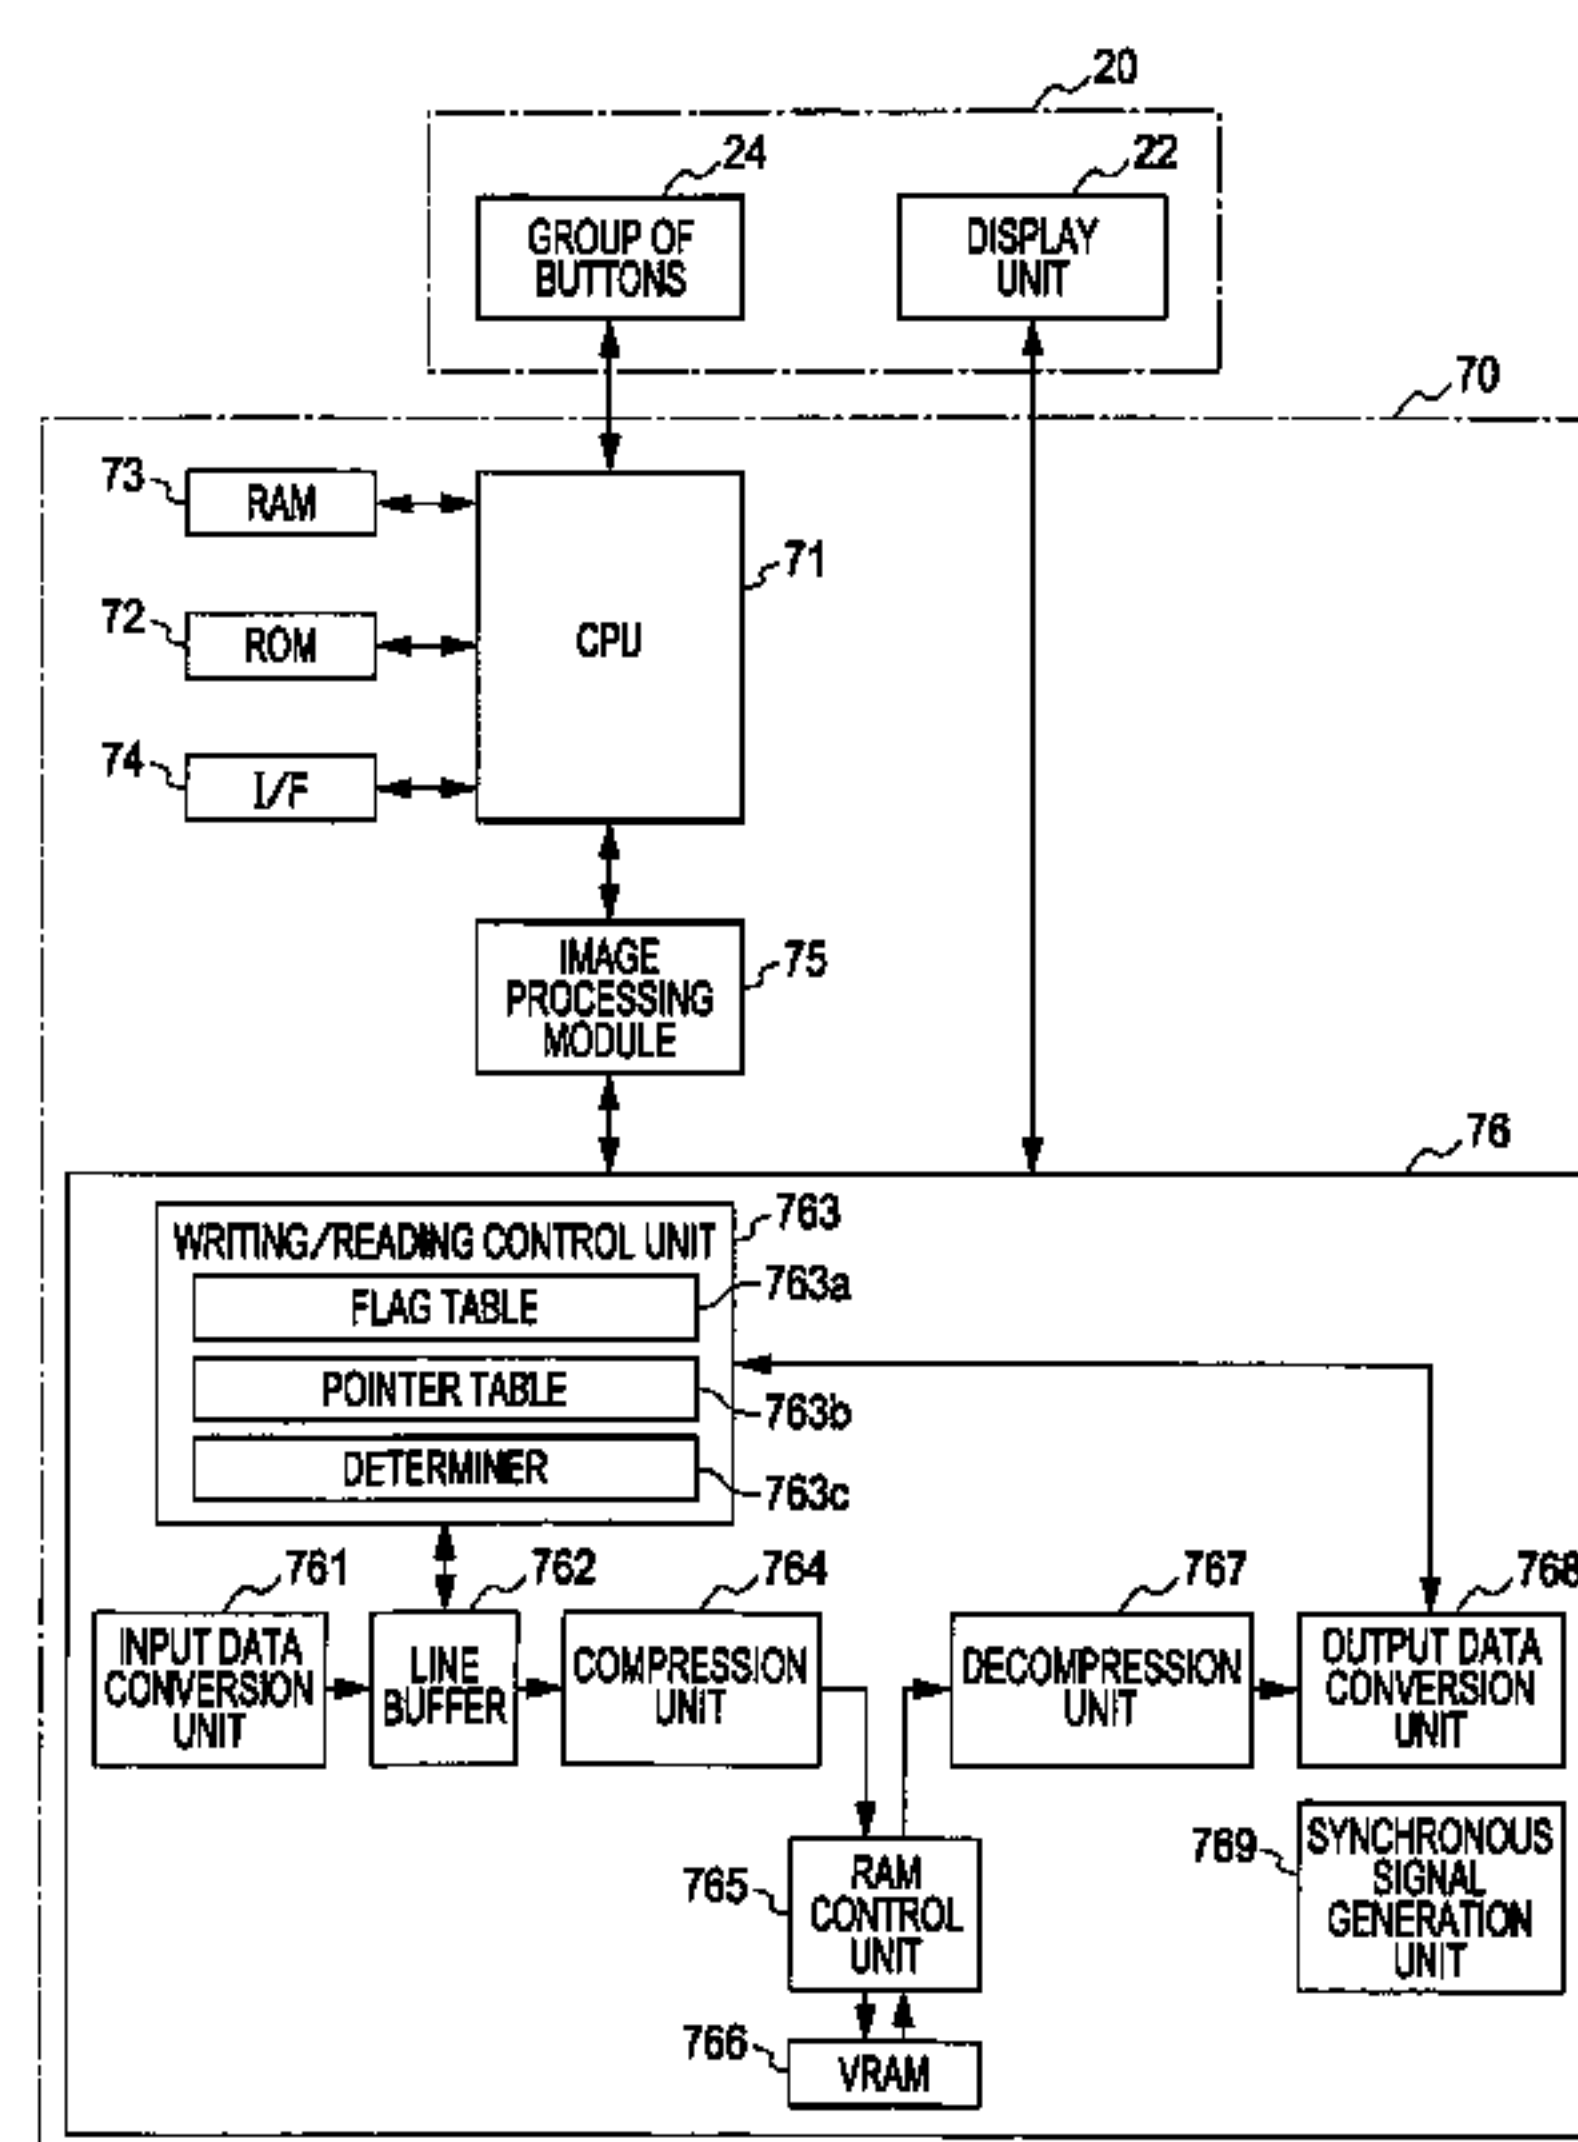 20
24
22
GROUP OF
BUTTONS
DISPLAY
UNIT
70
73
RAM
71
72
ROM
CPU
74
I/F
IMAGE
PROCESSING
MODULE
75
76
763
WRITING/READING CONTROL UNIT
763a
FLAG TABLE
POINTER TABLE
763b
DETERMINER
763c
761
762
764
767
768
INPUT DATA
CONVERSION
UNIT
LINE
BUFFER
COMPRESSION
UNIT
DECOMPRESSION
UNIT
OUTPUT DATA
CONVERSION
UNIT
765
RAM
CONTROL
UNIT
769
SYNCHRONOUS
SIGNAL
GENERATION
UNIT
766
VRAM